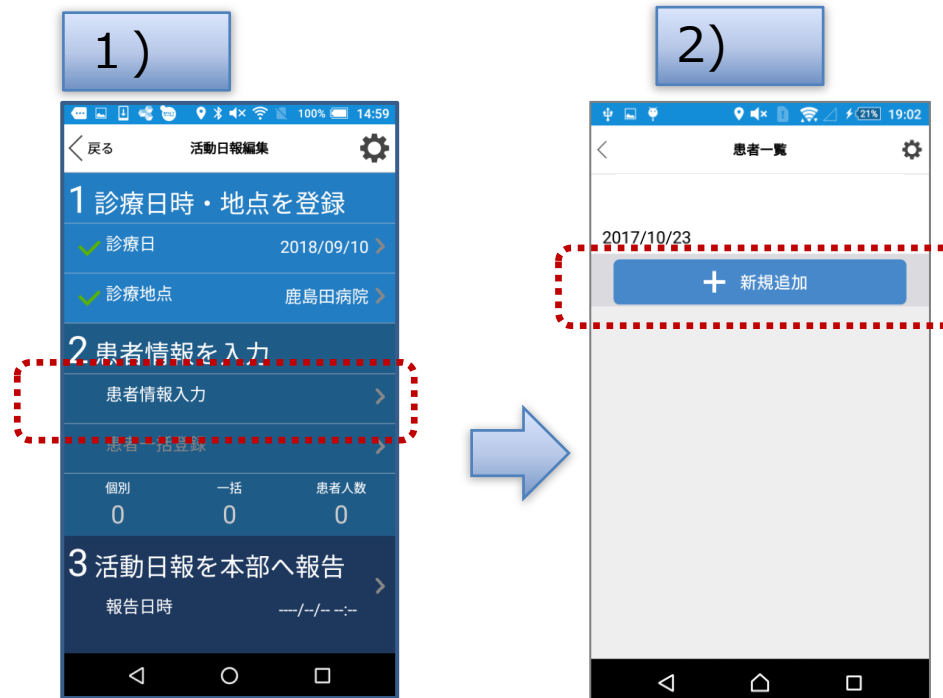 1)
2)
100% 14:59
戻る 活動日報編集
1 診療日時・地点を登録
診療日 2018/09/10
診療地点 鹿島田病院
2 患者情報を入力
患者情報入力
患者一括登録
個別 一括 患者人数
0 0 0
3 活動日報を本部へ報告
報告日時 ----/--/-- --:--
21% 19:02
患者一覧
2017/10/23
新規追加